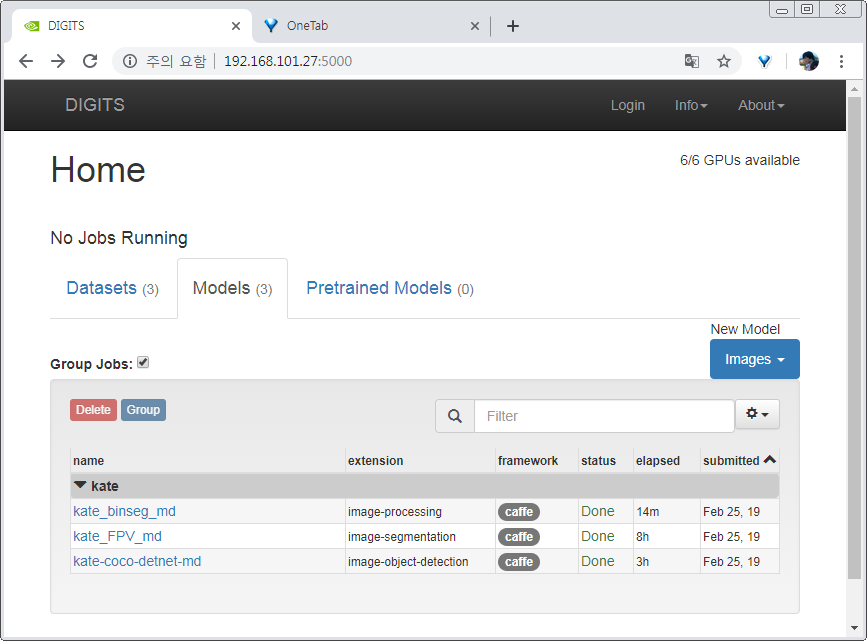 DIGITS
OneTab
주의 요함 192.168.101.27:5000
DIGITS Login Info About
Home
6/6 GPUs available
No Jobs Running
Datasets (3) Models (3) Pretrained Models (0)
New Model
Images
Group Jobs:
Delete Group Filter
name extension framework status elapsed submitted
kate
kate_binseg_md image-processing caffe Done 14m Feb 25, 19
kate_FPV_md image-segmentation caffe Done 8h Feb 25, 19
kate-coco-detnet-md image-object-detection caffe Done 3h Feb 25, 19